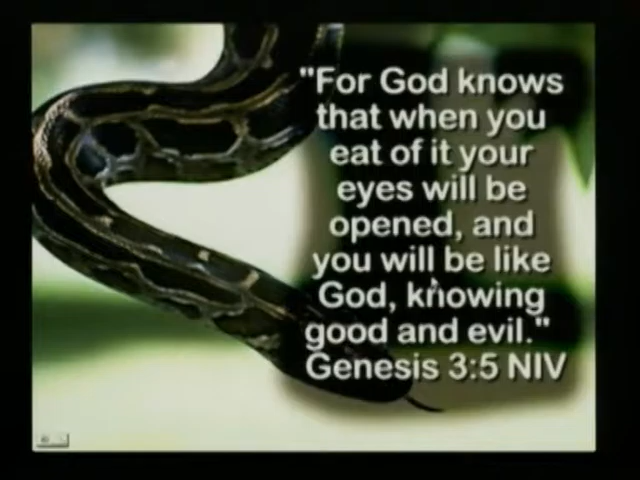 "For God knows
that when you
eat of it your
eyes will be
opened, and
you will be like
God, knowing
good and evil."
Genesis 3:5 NIV